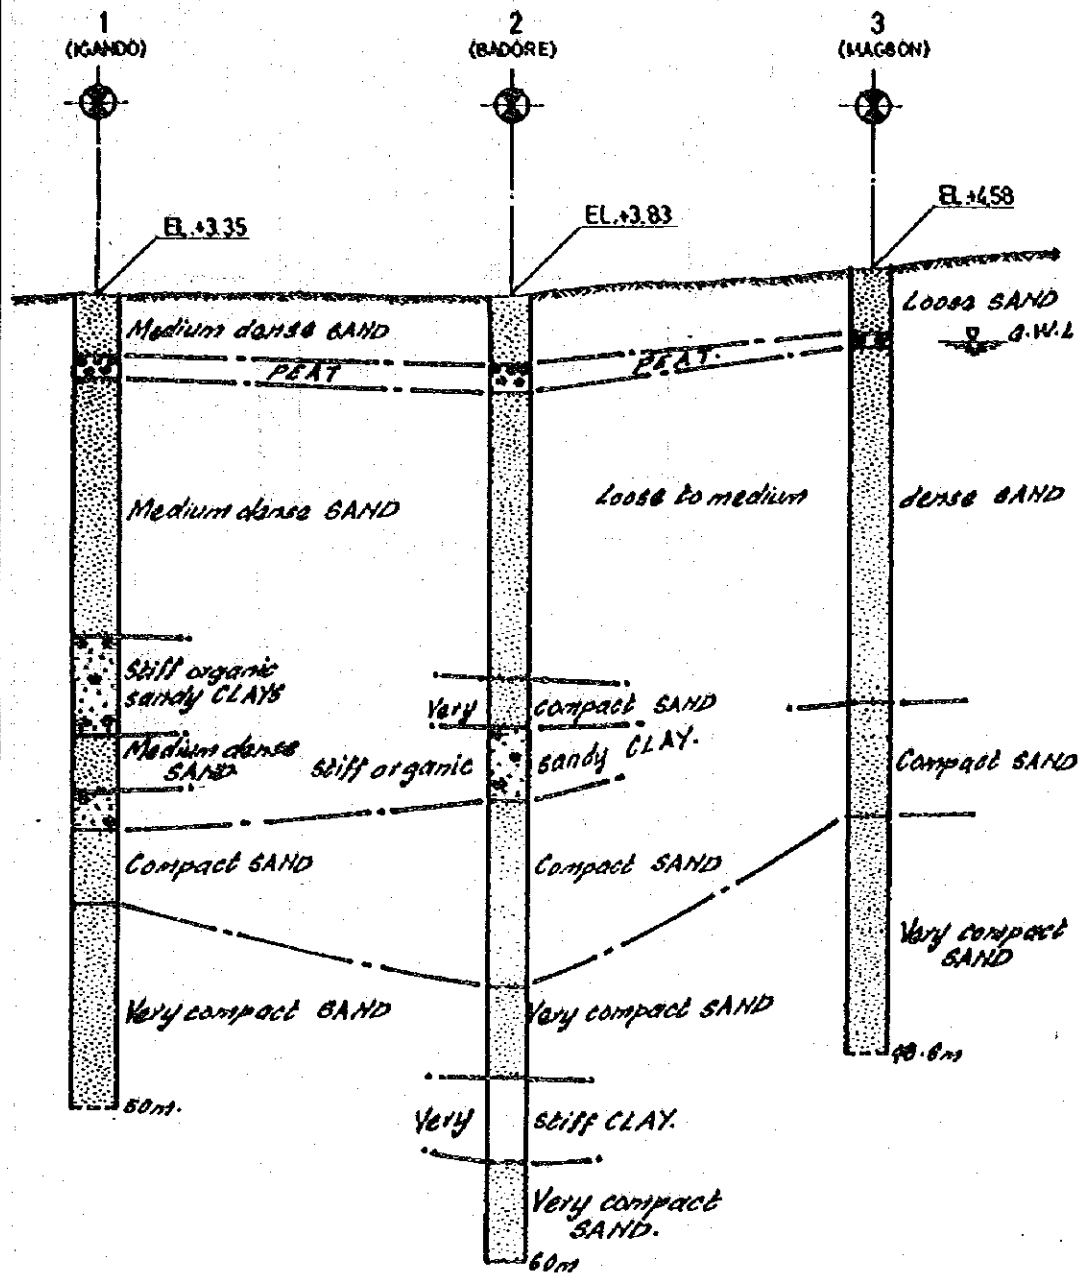 1
(IGANDO)
2
(BADORE)
3
(MAGBON)
EL.+3.35
EL.+3.83
EL.+4.58
Medium dense SAND
Loose SAND
G.W.L
PEAT
PEAT.
Medium dense SAND
Loose to medium dense SAND
Stiff organic
sandy CLAYS
Very compact SAND
Medium dense
SAND
Stiff organic sandy CLAY.
Compact SAND
Compact SAND
Compact SAND
Very compact
SAND
Very compact SAND
Very compact SAND
50m.
Very stiff CLAY.
Very compact
SAND.
60m